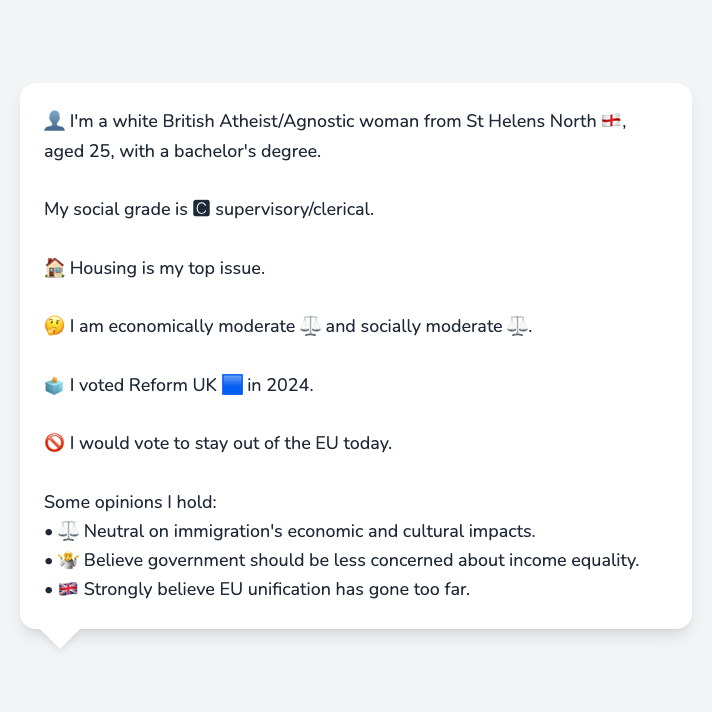 👤 I'm a white British Atheist/Agnostic woman from St Helens North 🏴󠁧󠁢󠁥󠁮󠁧󠁿,
aged 25, with a bachelor's degree.
My social grade is 🅲 supervisory/clerical.
🏠 Housing is my top issue.
🤔 I am economically moderate ⚖️ and socially moderate ⚖️.
🗳️ I voted Reform UK 🟦 in 2024.
🚫 I would vote to stay out of the EU today.
Some opinions I hold:
• ⚖️ Neutral on immigration's economic and cultural impacts.
• 🤷 Believe government should be less concerned about income equality.
• 🇬🇧 Strongly believe EU unification has gone too far.